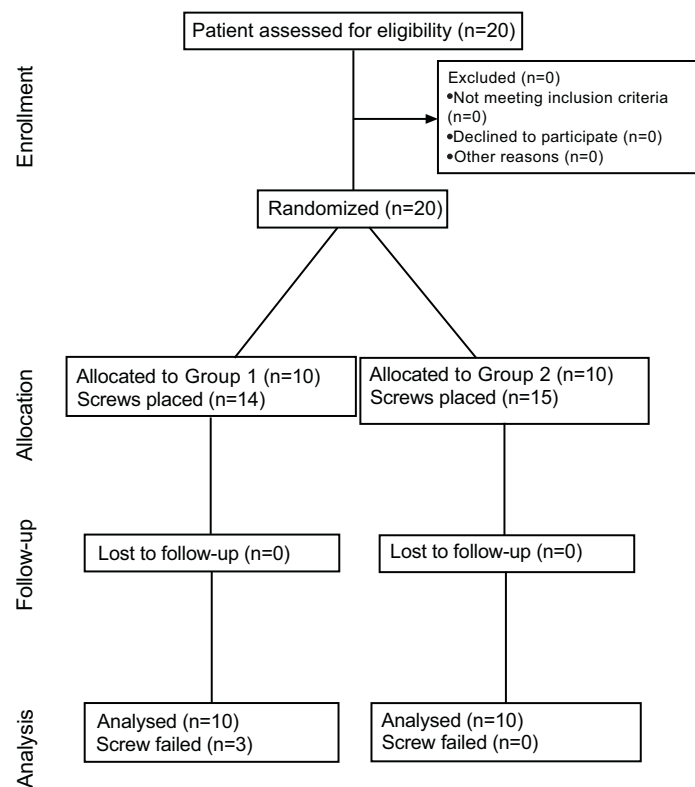 Patient assessed for eligibility (n=20)
Excluded (n=0)
•Not meeting inclusion criteria
(n=0)
•Declined to participate (n=0)
•Other reasons (n=0)
Enrollment
Randomized (n=20)
Allocation
Allocated to Group 1 (n=10)
Screws placed (n=14)
Allocated to Group 2 (n=10)
Screws placed (n=15)
Follow-up
Lost to follow-up (n=0)
Lost to follow-up (n=0)
Analysis
Analysed (n=10)
Screw failed (n=3)
Analysed (n=10)
Screw failed (n=0)